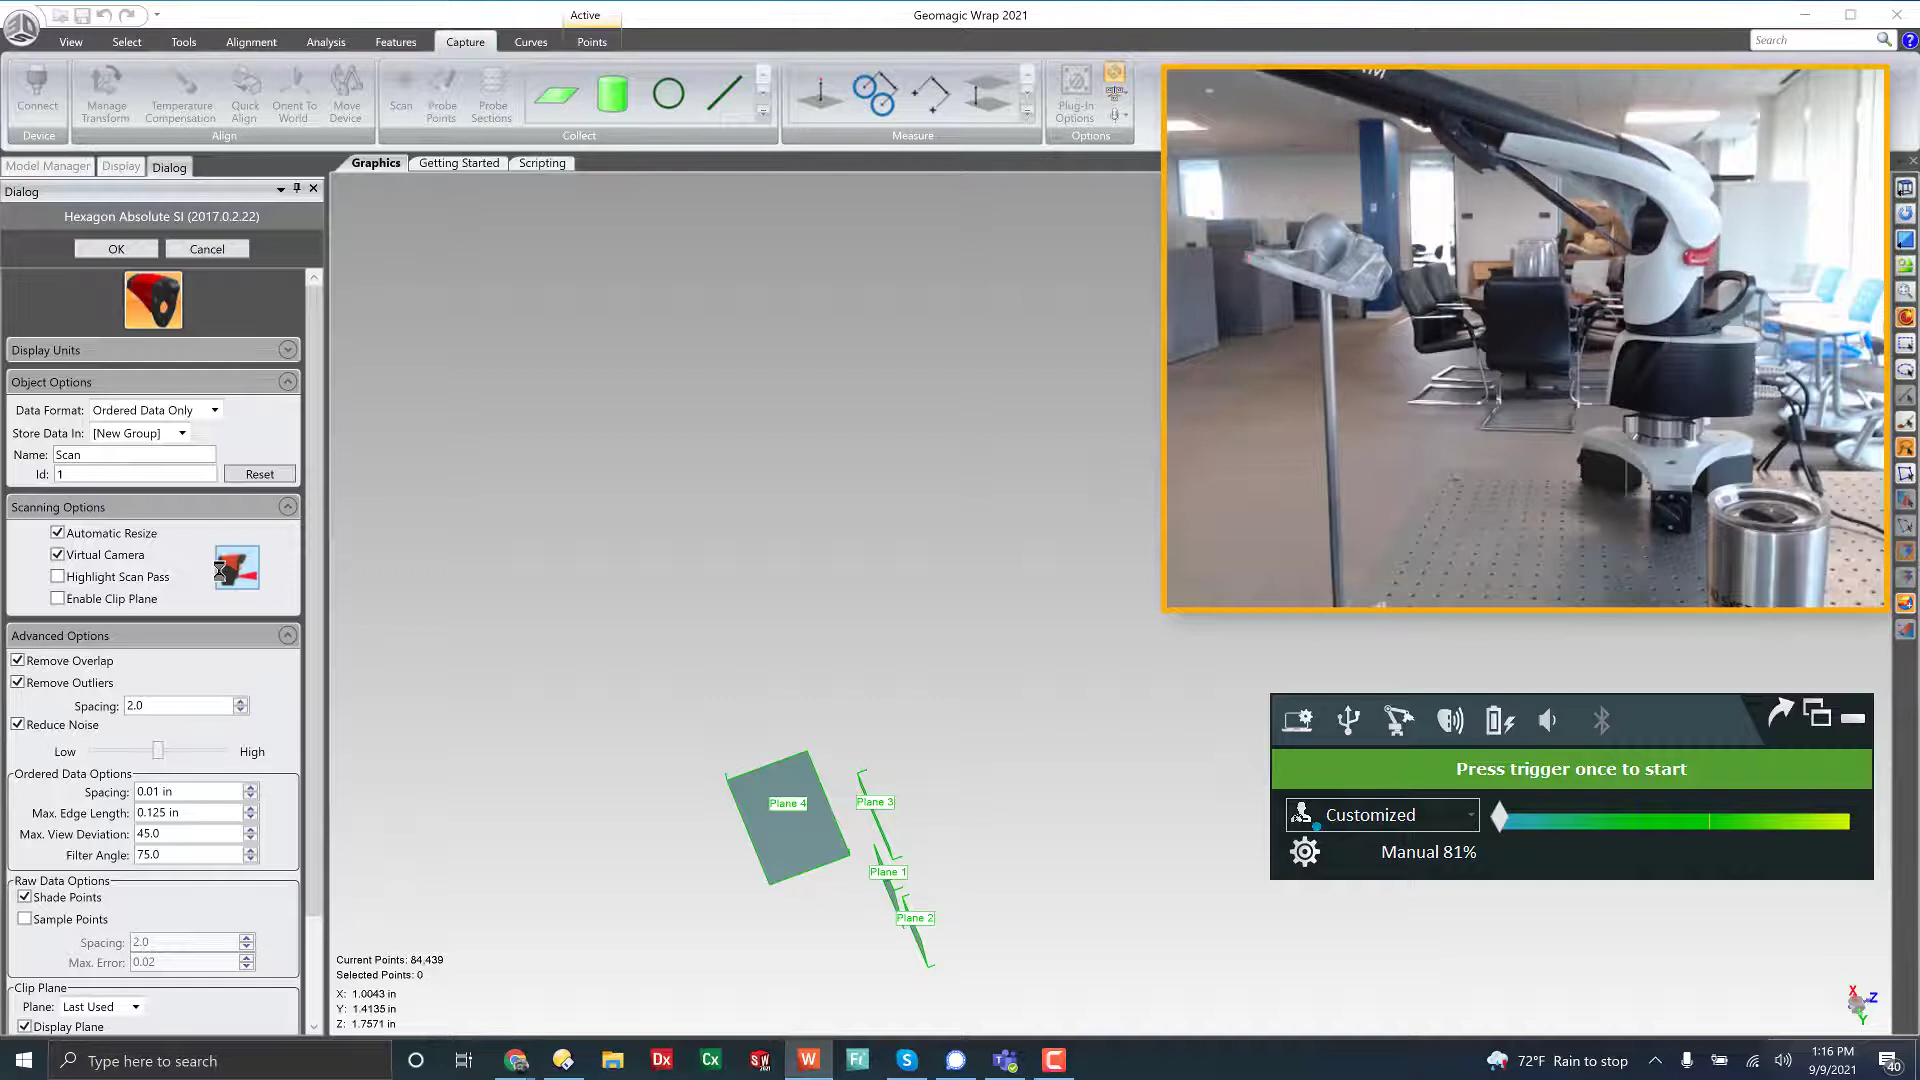 Active
Geomagic Wrap 2021
View Select Tools Alignment Analysis Features Capture Curves Points
Search
Connect
Manage Transform
Temperature Compensation
Quick Align
Orient To World
Move Device
Scan
Probe Points
Probe Sections
Plug-In Options
Device
Align
Collect
Measure
Options
Model Manager Display Dialog
Graphics Getting Started Scripting
Dialog
Hexagon Absolute SI (2017.0.2.22)
OK Cancel
Display Units
Object Options
Data Format: Ordered Data Only
Store Data In: [New Group]
Name: Scan
Id: 1 Reset
Scanning Options
Automatic Resize
Virtual Camera
Highlight Scan Pass
Enable Clip Plane
Advanced Options
Remove Overlap
Remove Outliers
Spacing: 2.0
Reduce Noise
Low High
Ordered Data Options
Spacing: 0.01 in
Max. Edge Length: 0.125 in
Max. View Deviation: 45.0
Filter Angle: 75.0
Raw Data Options
Shade Points
Sample Points
Spacing: 2.0
Max. Error: 0.02
Clip Plane
Plane: Last Used
Display Plane
Plane 4
Plane 3
Plane 1
Plane 2
Press trigger once to start
Customized
Manual 81%
Current Points: 84,439
Selected Points: 0
X: 1.0043 in
Y: 1.4135 in
Z: 1.7571 in
X
Z
Y
Type here to search
Dx
Cx
SW
2021
W
Fr
S
C
72°F Rain to stop
1:16 PM
9/9/2021
40